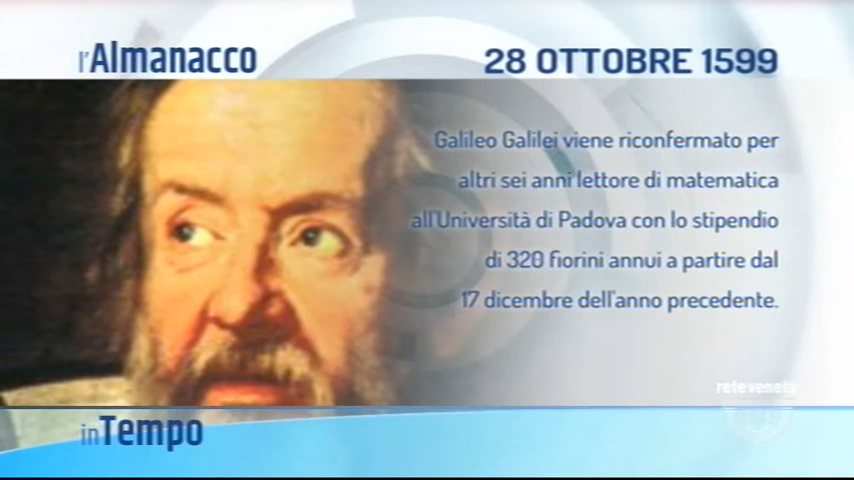 l'Almanacco
28 OTTOBRE 1599
Galileo Galilei viene riconfermato per
altri sei anni lettore di matematica
all'Università di Padova con lo stipendio
di 320 fiorini annui a partire dal
17 dicembre dell'anno precedente.
rete veneta
inTempo